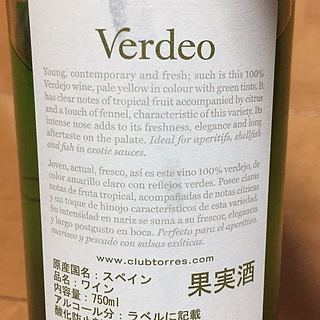 Verdeo
Young, contemporary and fresh; such is this 100%
Verdejo wine, pale yellow in colour with green tints. It
has clear notes of tropical fruit accompanied by citrus
and a touch of fennel, characteristic of this variety. Its
intense nose adds to its freshness, elegance and long
aftertaste on the palate. Ideal for aperitifs, shellfish
and fish in exotic sauces.
Joven, actual, fresco, así es este vino 100% verdejo, de
color amarillo claro con reflejos verdes. Posee claras
notas de fruta tropical, acompañadas de notas cítricas
y un toque de hinojo característicos de esta variedad.
Su intensidad en nariz se suma a su frescor, elegancia
y largo postgusto en boca. Perfecto para el aperitivo,
marisco y pescado con salsas exóticas.
www.clubtorres.com
原産国名：スペイン
品名：ワイン
内容量：750ml
アルコール分：ラベルに記載
果実酒